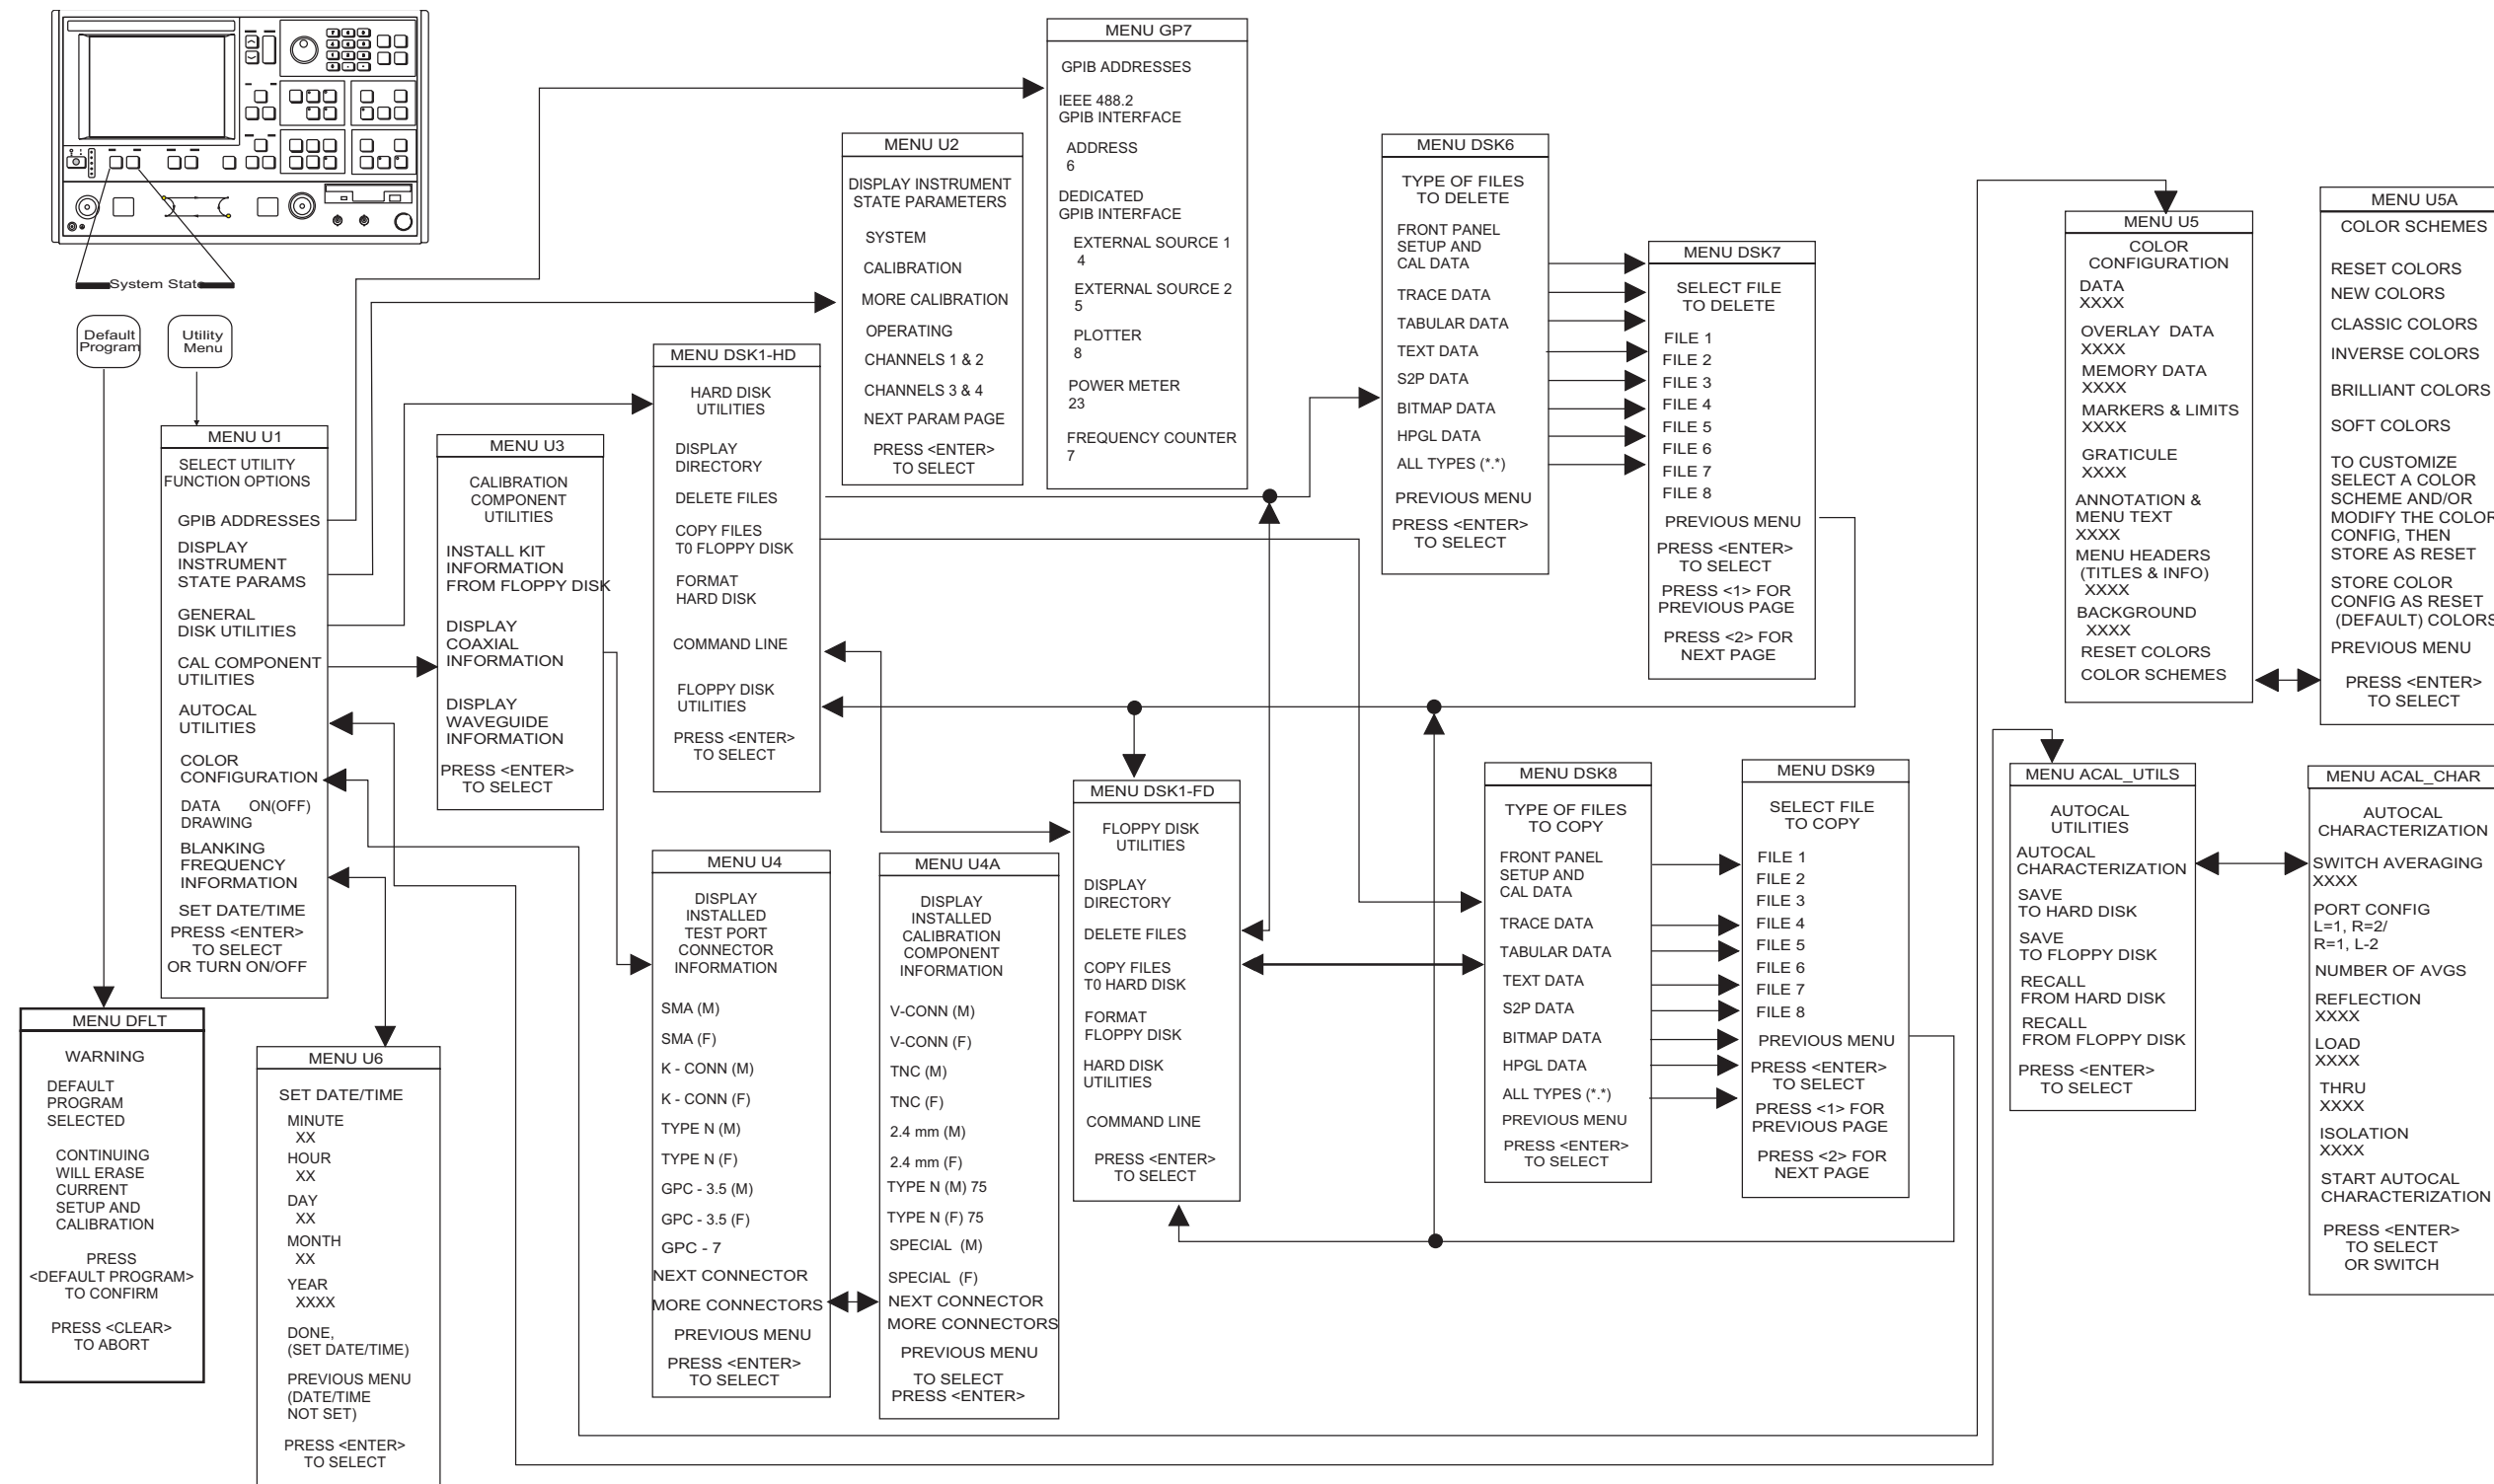 System State
Default
Program
Utility
Menu
MENU U1
SELECT UTILITY
FUNCTION OPTIONS
GPIB ADDRESSES
DISPLAY
INSTRUMENT
STATE PARAMS
GENERAL
DISK UTILITIES
CAL COMPONENT
UTILITIES
AUTOCAL
UTILITIES
COLOR
CONFIGURATION
DATA ON(OFF)
DRAWING
BLANKING
FREQUENCY
INFORMATION
SET DATE/TIME
PRESS <ENTER>
TO SELECT
OR TURN ON/OFF
MENU DFLT
WARNING
DEFAULT
PROGRAM
SELECTED
CONTINUING
WILL ERASE
CURRENT
SETUP AND
CALIBRATION
PRESS
<DEFAULT PROGRAM>
TO CONFIRM
PRESS <CLEAR>
TO ABORT
MENU U6
SET DATE/TIME
MINUTE
XX
HOUR
XX
DAY
XX
MONTH
XX
YEAR
XXXX
DONE,
(SET DATE/TIME)
PREVIOUS MENU
(DATE/TIME
NOT SET)
PRESS <ENTER>
TO SELECT
MENU U3
CALIBRATION
COMPONENT
UTILITIES
INSTALL KIT
INFORMATION
FROM FLOPPY DISK
DISPLAY
COAXIAL
INFORMATION
DISPLAY
WAVEGUIDE
INFORMATION
PRESS <ENTER>
TO SELECT
MENU DSK1-HD
HARD DISK
UTILITIES
DISPLAY
DIRECTORY
DELETE FILES
COPY FILES
T0 FLOPPY DISK
FORMAT
HARD DISK
COMMAND LINE
FLOPPY DISK
UTILITIES
PRESS <ENTER>
TO SELECT
MENU U4
DISPLAY
INSTALLED
TEST PORT
CONNECTOR
INFORMATION
SMA (M)
SMA (F)
K - CONN (M)
K - CONN (F)
TYPE N (M)
TYPE N (F)
GPC - 3.5 (M)
GPC - 3.5 (F)
GPC - 7
NEXT CONNECTOR
MORE CONNECTORS
PREVIOUS MENU
PRESS <ENTER>
TO SELECT
MENU U2
DISPLAY INSTRUMENT
STATE PARAMETERS
SYSTEM
CALIBRATION
MORE CALIBRATION
OPERATING
CHANNELS 1 & 2
CHANNELS 3 & 4
NEXT PARAM PAGE
PRESS <ENTER>
TO SELECT
MENU U4A
DISPLAY
INSTALLED
CALIBRATION
COMPONENT
INFORMATION
V-CONN (M)
V-CONN (F)
TNC (M)
TNC (F)
2.4 mm (M)
2.4 mm (F)
TYPE N (M) 75
TYPE N (F) 75
SPECIAL (M)
SPECIAL (F)
NEXT CONNECTOR
MORE CONNECTORS
PREVIOUS MENU
TO SELECT
PRESS <ENTER>
MENU GP7
GPIB ADDRESSES
IEEE 488.2
GPIB INTERFACE
ADDRESS
6
DEDICATED
GPIB INTERFACE
EXTERNAL SOURCE 1
4
EXTERNAL SOURCE 2
5
PLOTTER
8
POWER METER
23
FREQUENCY COUNTER
7
MENU DSK1-FD
FLOPPY DISK
UTILITIES
DISPLAY
DIRECTORY
DELETE FILES
COPY FILES
T0 HARD DISK
FORMAT
FLOPPY DISK
HARD DISK
UTILITIES
COMMAND LINE
PRESS <ENTER>
TO SELECT
MENU DSK6
TYPE OF FILES
TO DELETE
FRONT PANEL
SETUP AND
CAL DATA
TRACE DATA
TABULAR DATA
TEXT DATA
S2P DATA
BITMAP DATA
HPGL DATA
ALL TYPES (*.*)
PREVIOUS MENU
PRESS <ENTER>
TO SELECT
MENU DSK7
SELECT FILE
TO DELETE
FILE 1
FILE 2
FILE 3
FILE 4
FILE 5
FILE 6
FILE 7
FILE 8
PREVIOUS MENU
PRESS <ENTER>
TO SELECT
PRESS <1> FOR
PREVIOUS PAGE
PRESS <2> FOR
NEXT PAGE
MENU DSK8
TYPE OF FILES
TO COPY
FRONT PANEL
SETUP AND
CAL DATA
TRACE DATA
TABULAR DATA
TEXT DATA
S2P DATA
BITMAP DATA
HPGL DATA
ALL TYPES (*.*)
PREVIOUS MENU
PRESS <ENTER>
TO SELECT
MENU DSK9
SELECT FILE
TO COPY
FILE 1
FILE 2
FILE 3
FILE 4
FILE 5
FILE 6
FILE 7
FILE 8
PREVIOUS MENU
PRESS <ENTER>
TO SELECT
PRESS <1> FOR
PREVIOUS PAGE
PRESS <2> FOR
NEXT PAGE
MENU U5
COLOR
CONFIGURATION
DATA
XXXX
OVERLAY DATA
XXXX
MEMORY DATA
XXXX
MARKERS & LIMITS
XXXX
GRATICULE
XXXX
ANNOTATION &
MENU TEXT
XXXX
MENU HEADERS
(TITLES & INFO)
XXXX
BACKGROUND
XXXX
RESET COLORS
COLOR SCHEMES
MENU U5A
COLOR SCHEMES
RESET COLORS
NEW COLORS
CLASSIC COLORS
INVERSE COLORS
BRILLIANT COLORS
SOFT COLORS
TO CUSTOMIZE
SELECT A COLOR
SCHEME AND/OR
MODIFY THE COLOR
CONFIG, THEN
STORE AS RESET
STORE COLOR
CONFIG AS RESET
(DEFAULT) COLORS
PREVIOUS MENU
PRESS <ENTER>
TO SELECT
MENU ACAL_UTILS
AUTOCAL
UTILITIES
AUTOCAL
CHARACTERIZATION
SAVE
TO HARD DISK
SAVE
TO FLOPPY DISK
RECALL
FROM HARD DISK
RECALL
FROM FLOPPY DISK
PRESS <ENTER>
TO SELECT
MENU ACAL_CHAR
AUTOCAL
CHARACTERIZATION
SWITCH AVERAGING
XXXX
PORT CONFIG
L=1, R=2/
R=1, L-2
NUMBER OF AVGS
REFLECTION
XXXX
LOAD
XXXX
THRU
XXXX
ISOLATION
XXXX
START AUTOCAL
CHARACTERIZATION
PRESS <ENTER>
TO SELECT
OR SWITCH